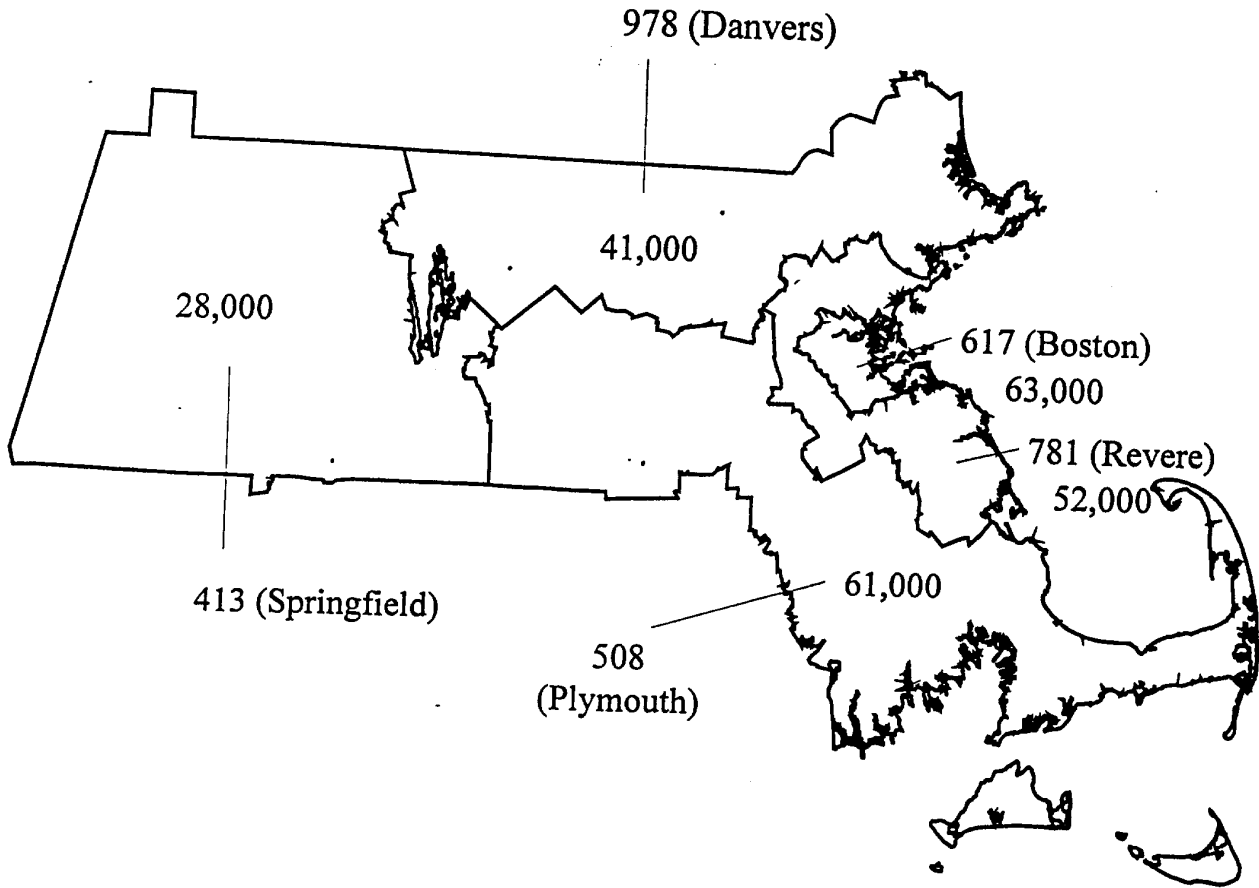 978 (Danvers)
41,000
28,000
617 (Boston)
63,000
781 (Revere)
52,000
61,000
413 (Springfield)
508
(Plymouth)